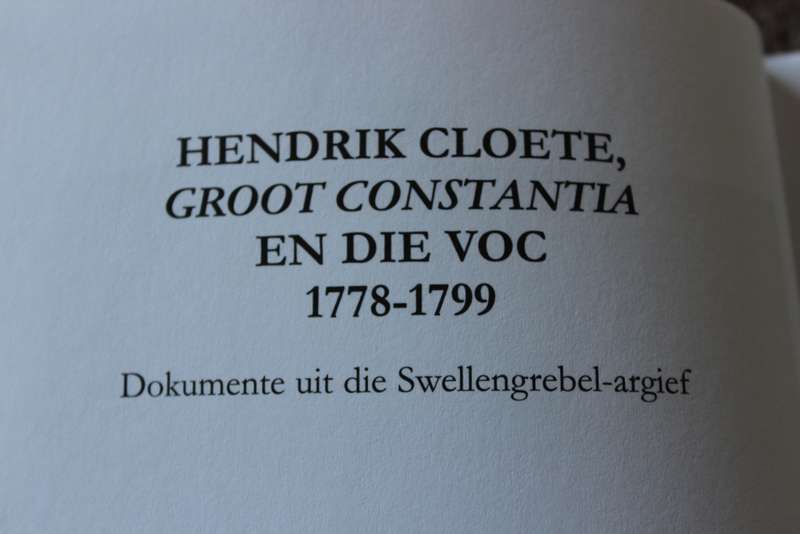 HENDRIK CLOETE,
GROOT CONSTANTIA
EN DIE VOC
1778-1799
Dokumente uit die Swellengrebel-argief